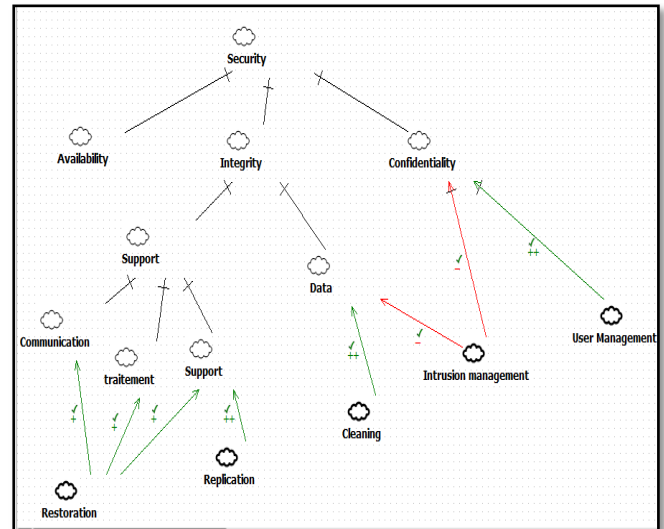 Security
Availability
Integrity
Confidentiality
Support
Data
Communication
traitement
Support
User Management
Intrusion management
Cleaning
Replication
Restoration
++
-
-
++
+
+
+
++